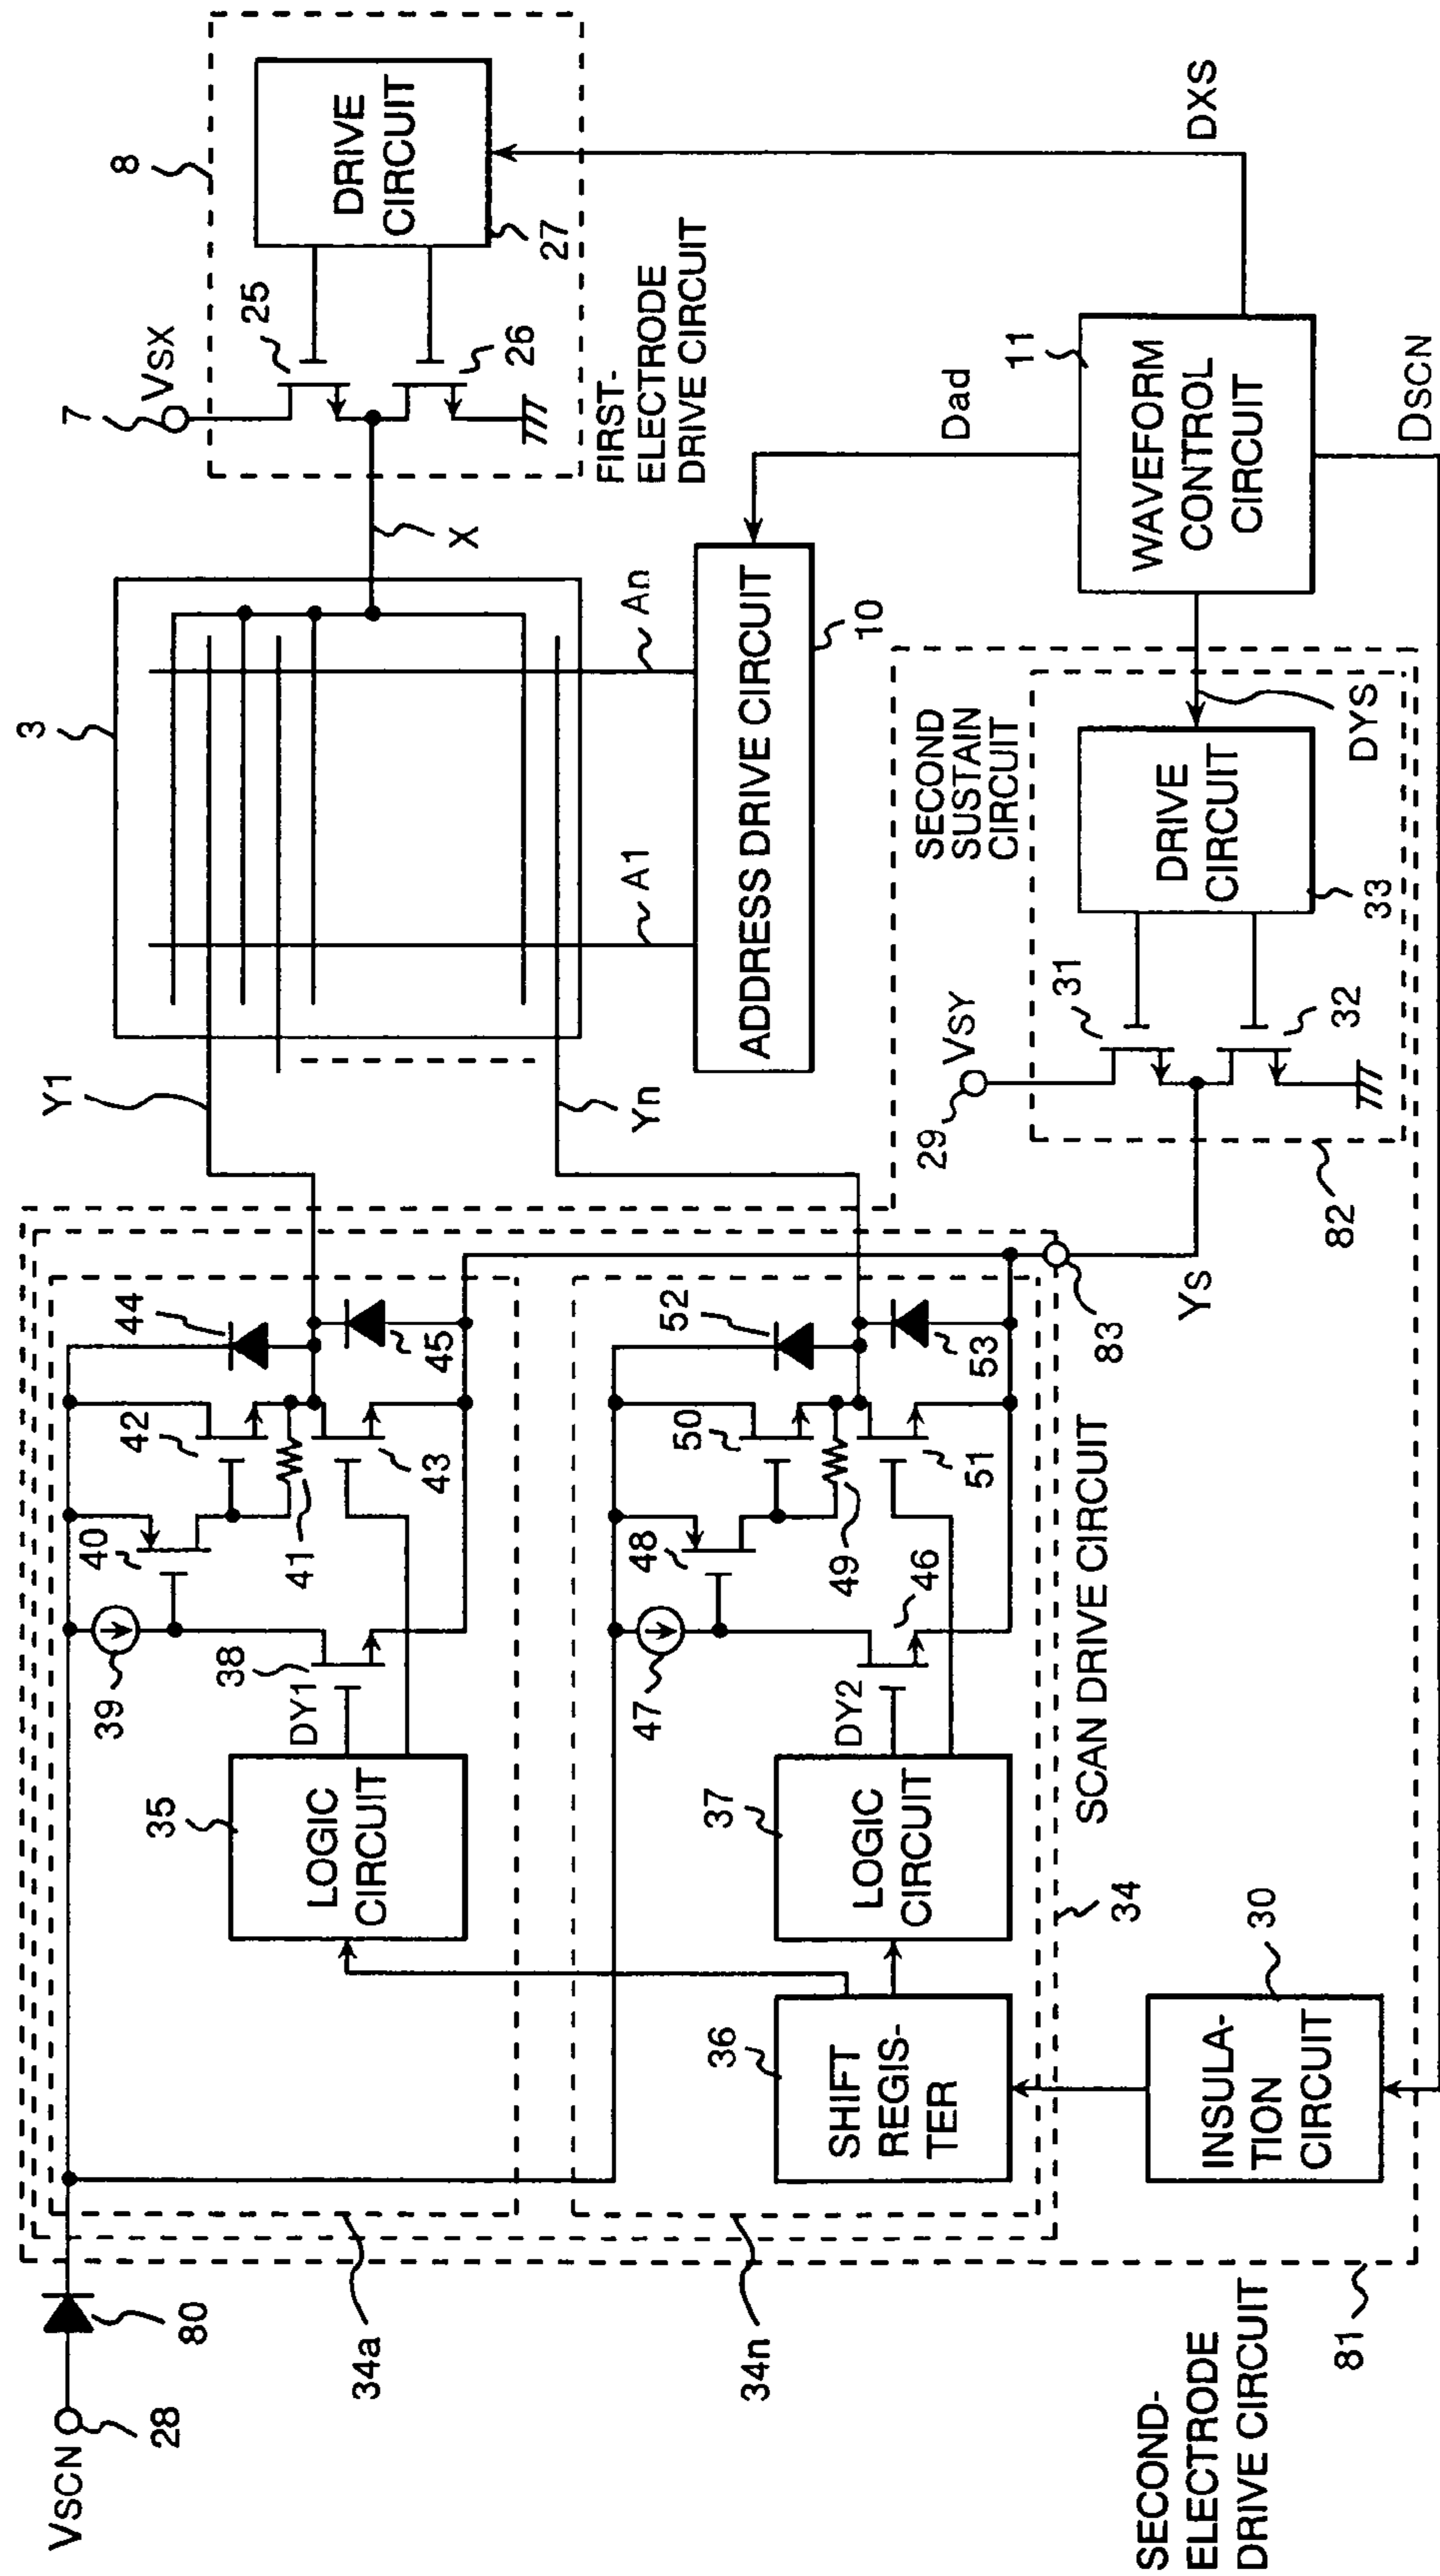 VSCN
28
80
34a
34n
SECOND-
ELECTRODE
DRIVE CIRCUIT
81
39
40
42
44
Y1
3
7
VSX
8
25
DRIVE
CIRCUIT
27
26
FIRST-
ELECTRODE
DRIVE CIRCUIT
X
35
LOGIC
CIRCUIT
DY1
38
41
43
45
A1
An
Yn
ADDRESS DRIVE CIRCUIT
10
Dad
DXS
36
SHIFT
REGIS-
TER
37
LOGIC
CIRCUIT
47
DY2
48
46
49
50
51
52
53
83
SCAN DRIVE CIRCUIT
34
30
INSULA-
TION
CIRCUIT
YS
29
VSY
SECOND
SUSTAIN
CIRCUIT
31
32
DRIVE
CIRCUIT
33
82
DYS
11
WAVEFORM
CONTROL
CIRCUIT
DSCN